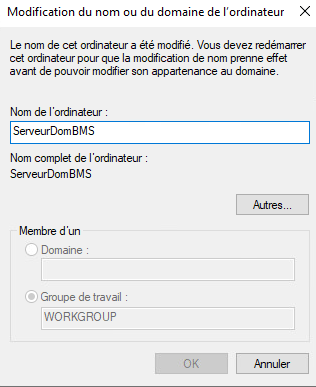 Modification du nom ou du domaine de l'ordinateur
Le nom de cet ordinateur a été modifié. Vous devez redémarrer
cet ordinateur pour que la modification de nom prenne effet
avant de pouvoir modifier son appartenance au domaine.
Nom de l'ordinateur :
ServeurDomBMS
Nom complet de l'ordinateur :
ServeurDomBMS
Autres...
Membre d'un
Domaine :
Groupe de travail :
WORKGROUP
OK
Annuler